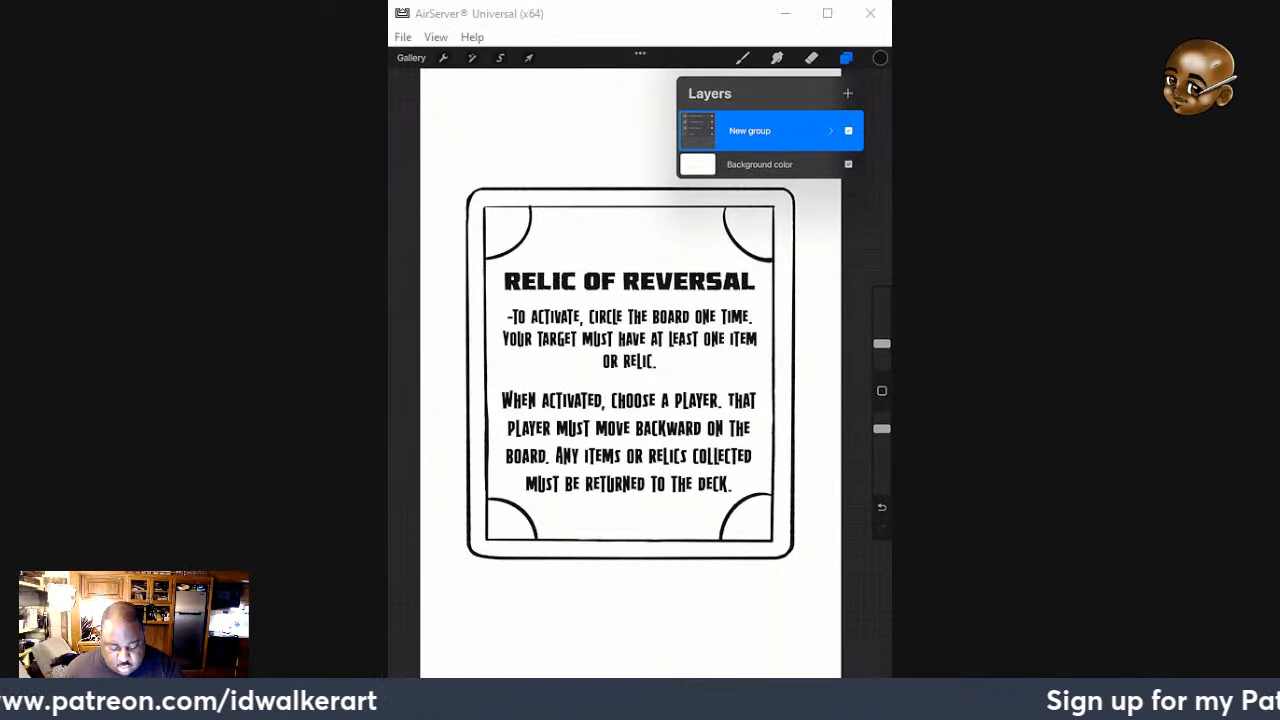 AirServer® Universal (x64)
File View Help
Gallery
Layers
New group
Background color
RELIC OF REVERSAL
-TO ACTIVATE, CIRCLE THE BOARD ONE TIME.
YOUR TARGET MUST HAVE AT LEAST ONE ITEM
OR RELIC.
WHEN ACTIVATED, CHOOSE A PLAYER. THAT
PLAYER MUST MOVE BACKWARD ON THE
BOARD. ANY ITEMS OR RELICS COLLECTED
MUST BE RETURNED TO THE DECK.
ww.patreon.com/idwalkerart Sign up for my Pat